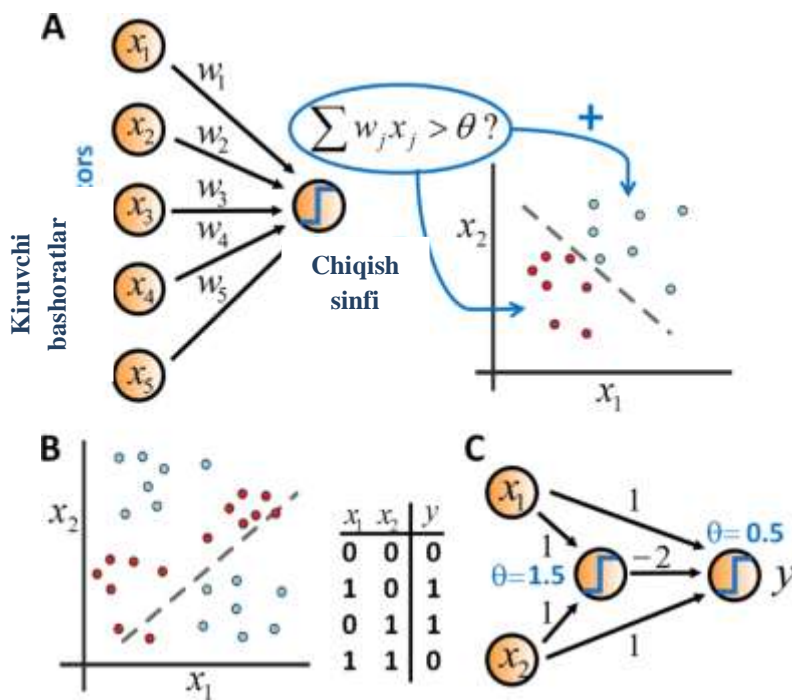 A
x1
x2
x3
x4
x5
w1
w2
w3
w4
w5
tors
Kiruvchi
bashoratlar
∑ wjxj > θ ?
+
Chiqish
sinfi
x2
x1
B
x2
x1
x1 x2 y
0 0 0
1 0 1
0 1 1
1 1 0
C
x1
x2
1
1
θ= 1.5
-2
θ= 0.5
1
1
y